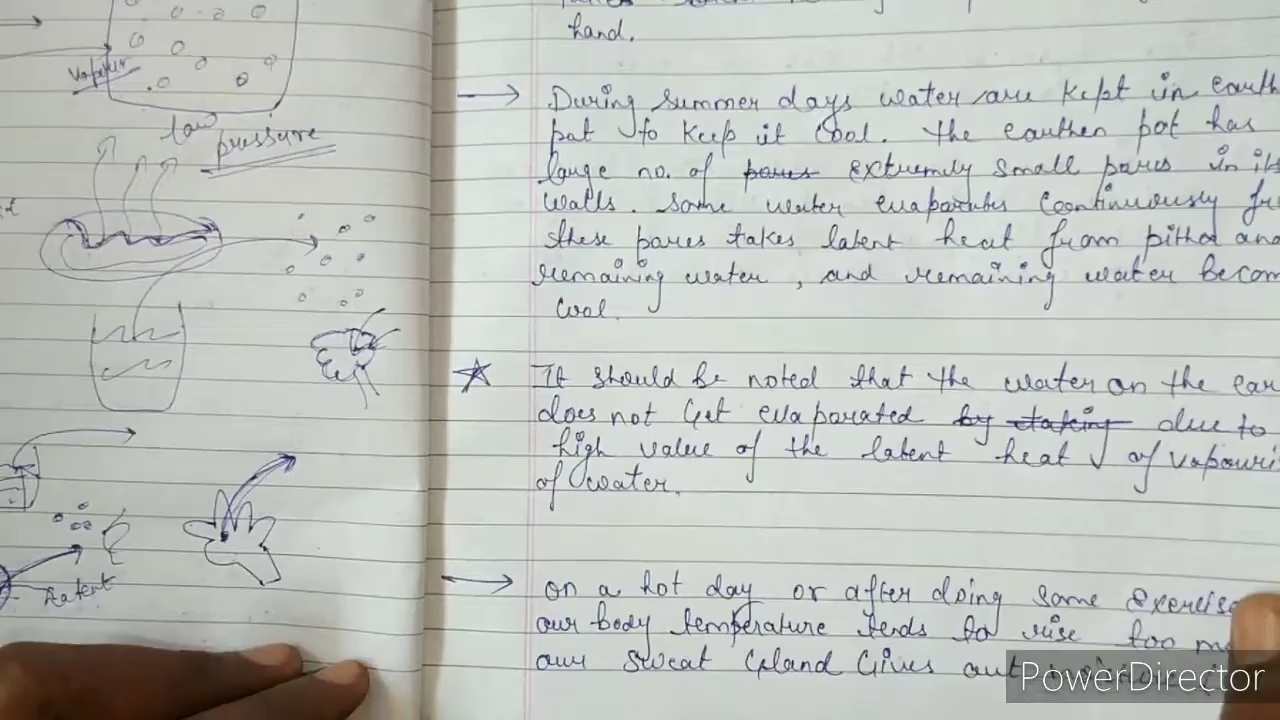 vapour
low
pressure
Latent
hand.
→ During summer days water are kept in earth
pot to keep it cool. The earthen pot has
large no. of pores extremely small pores in its
walls. Some water evaporates continuously fr
these pores takes latent heat from pithod and
remaining water, and remaining water becom
cool.
☆ It should be noted that the water on the ear
does not get evaporated by taking due to
high value of the latent heat of vapouri
of water.
→ on a hot day or after doing some exercise
our body temperature tends to rise too m
our sweat Gland Gives out
PowerDirector